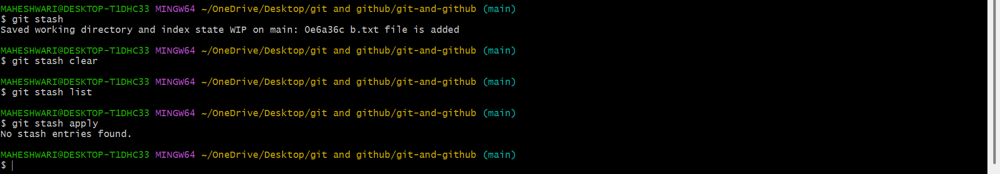 MAHESHWARI@DESKTOP-T1DHC33 MINGW64 ~/OneDrive/Desktop/git and github/git-and-github (main)
$ git stash
Saved working directory and index state WIP on main: 0e6a36c b.txt file is added
MAHESHWARI@DESKTOP-T1DHC33 MINGW64 ~/OneDrive/Desktop/git and github/git-and-github (main)
$ git stash clear
MAHESHWARI@DESKTOP-T1DHC33 MINGW64 ~/OneDrive/Desktop/git and github/git-and-github (main)
$ git stash list
MAHESHWARI@DESKTOP-T1DHC33 MINGW64 ~/OneDrive/Desktop/git and github/git-and-github (main)
$ git stash apply
No stash entries found.
MAHESHWARI@DESKTOP-T1DHC33 MINGW64 ~/OneDrive/Desktop/git and github/git-and-github (main)
$